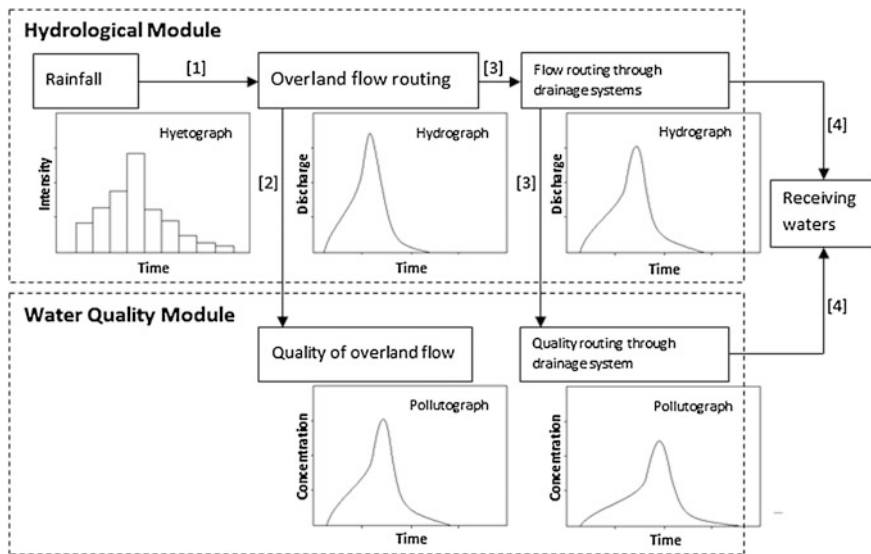 Hydrological Module
Rainfall
[1]
Overland flow routing
[3]
Flow routing through
drainage systems
[4]
Hyetograph
Intensity
Time
[2]
Hydrograph
Discharge
Time
[3]
Hydrograph
Discharge
Time
Receiving
waters
Water Quality Module
[4]
Quality of overland flow
Quality routing through
drainage system
Pollutograph
Concentration
Time
Pollutograph
Concentration
Time